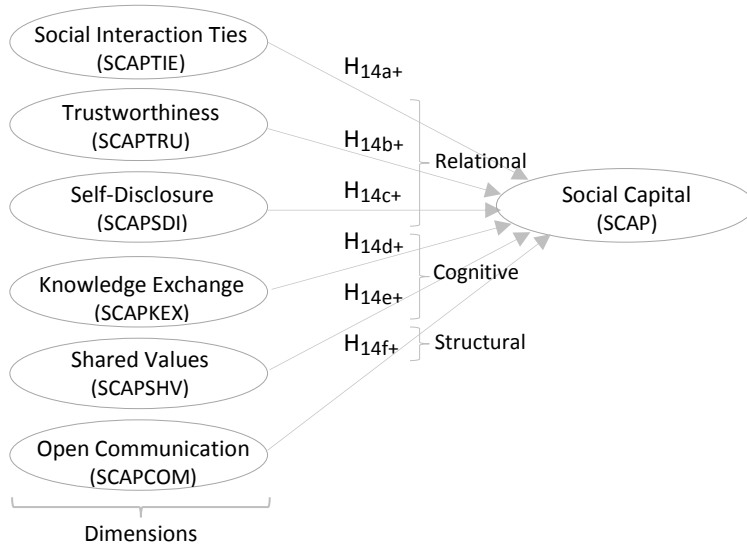 Social Interaction Ties
(SCAPTIE)
H14a+
Trustworthiness
(SCAPTRU)
H14b+
Relational
Self-Disclosure
(SCAPSDI)
H14c+
Social Capital
(SCAP)
H14d+
Knowledge Exchange
(SCAPKEX)
Cognitive
H14e+
Shared Values
(SCAPSHV)
H14f+
Structural
Open Communication
(SCAPCOM)
Dimensions